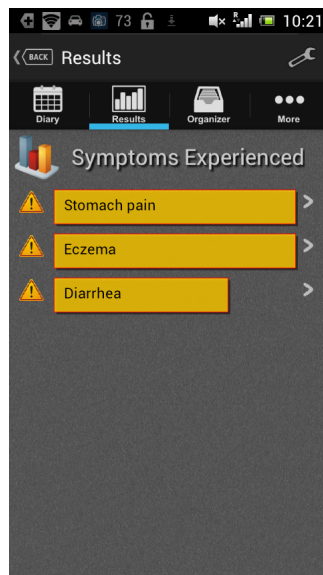 73 10:21
BACK Results
Diary Results Organizer More
Symptoms Experienced
Stomach pain
Eczema
Diarrhea